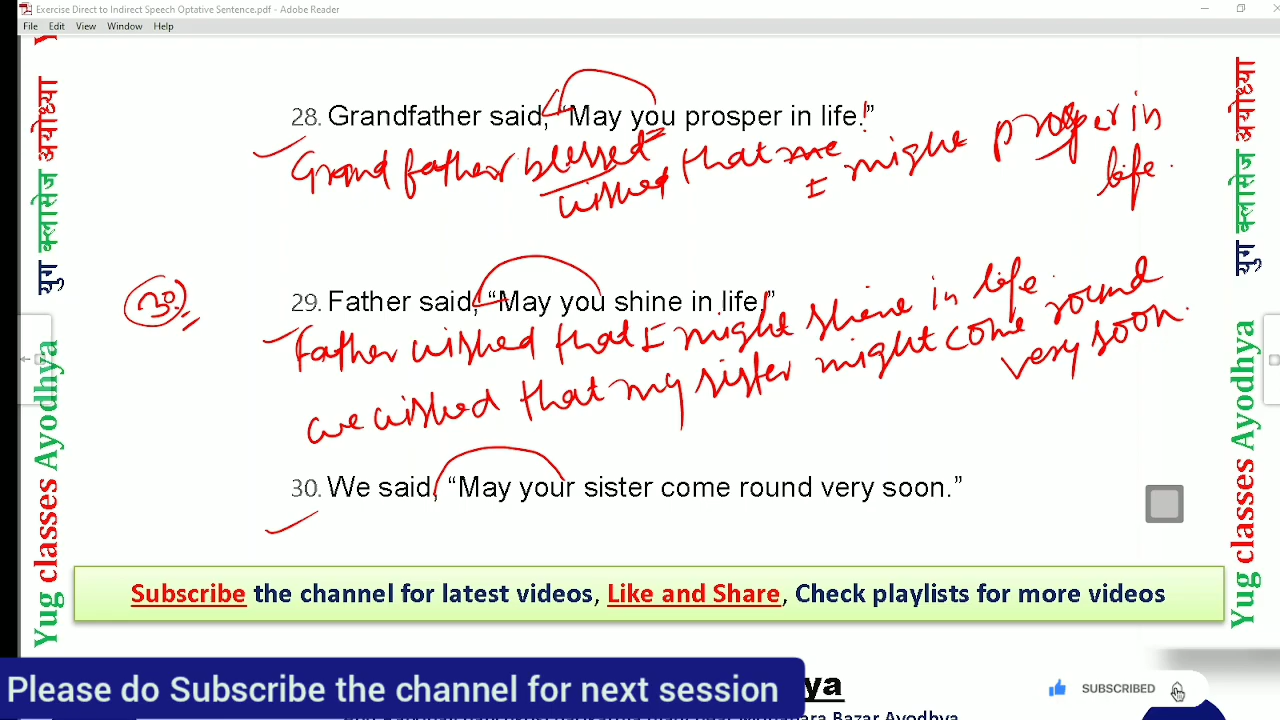 Exercise Direct to Indirect Speech Optative Sentence.pdf - Adobe Reader
File Edit View Window Help
युग क्लासेज अयोध्या
Yug classes Ayodhya
28. Grandfather said, “May you prosper in life.!”
Grand father blessed that me might prosper in
wished I life.
30.
29. Father said, “May you shine in life!”
Father wished that I might shine in life
we wished that my sister might come round
very soon.
30. We said, “May your sister come round very soon.”
युग क्लासेज अयोध्या
Yug classes Ayodhya
Subscribe the channel for latest videos, Like and Share, Check playlists for more videos
Please do Subscribe the channel for next session
SUBSCRIBED
Bazar Ayodhya